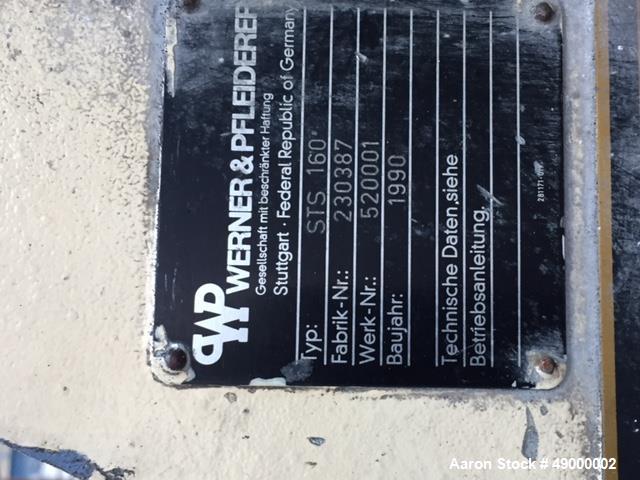 WP WERNER & PFLEIDERER
Gesellschaft mit beschränkter Haftung
Stuttgart · Federal Republic of Germany
Typ: STS 160
Fabrik-Nr.: 230387
Werk-Nr.: 520001
Baujahr: 1990
Technische Daten,siehe
Betriebsanleitung.
Aaron Stock # 49000002